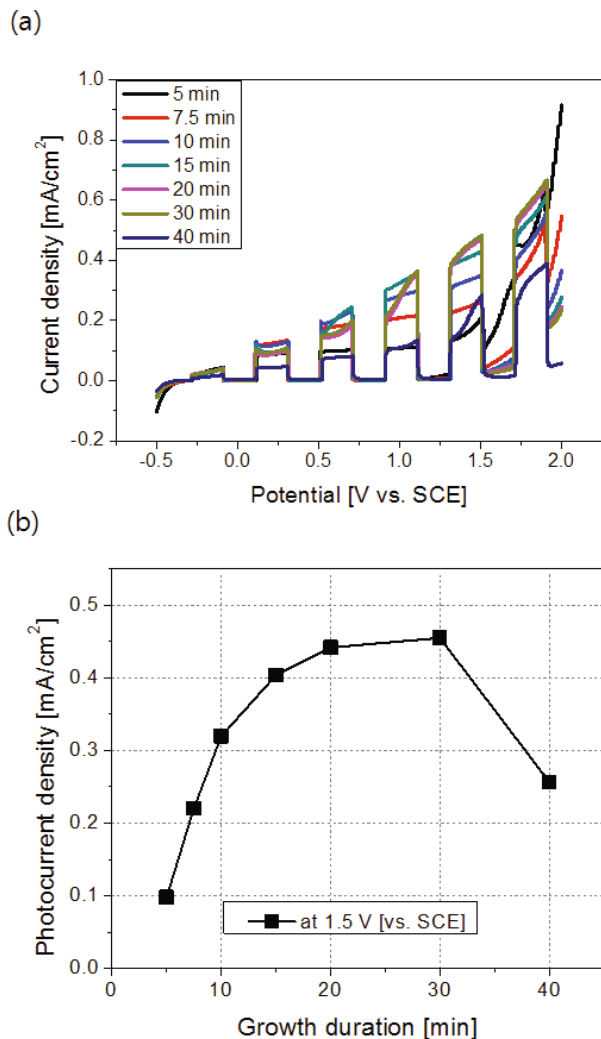 (a)
1.0
0.8
0.6
0.4
0.2
0.0
-0.2
Current density [mA/cm²]
5 min
7.5 min
10 min
15 min
20 min
30 min
40 min
-0.5 0.0 0.5 1.0 1.5 2.0
Potential [V vs. SCE]
(b)
0.5
0.4
0.3
0.2
0.1
0.0
Photocurrent density [mA/cm²]
at 1.5 V [vs. SCE]
0 10 20 30 40
Growth duration [min]